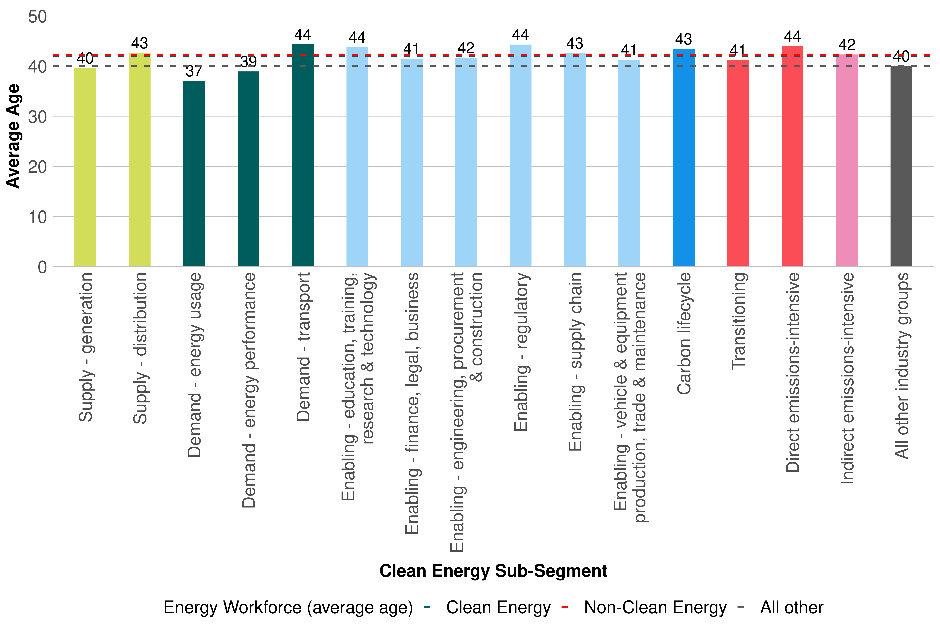 50
40
30
20
10
0
Average Age
40
43
37
39
44
44
41
42
44
43
41
43
41
44
42
40
Supply - generation
Supply - distribution
Demand - energy usage
Demand - energy performance
Demand - transport
Enabling - education, training,
research & technology
Enabling - finance, legal, business
Enabling - engineering, procurement
& construction
Enabling - regulatory
Enabling - supply chain
Enabling - vehicle & equipment
production, trade & maintenance
Carbon lifecycle
Transitioning
Direct emissions-intensive
Indirect emissions-intensive
All other industry groups
Clean Energy Sub-Segment
Energy Workforce (average age) Clean Energy Non-Clean Energy All other